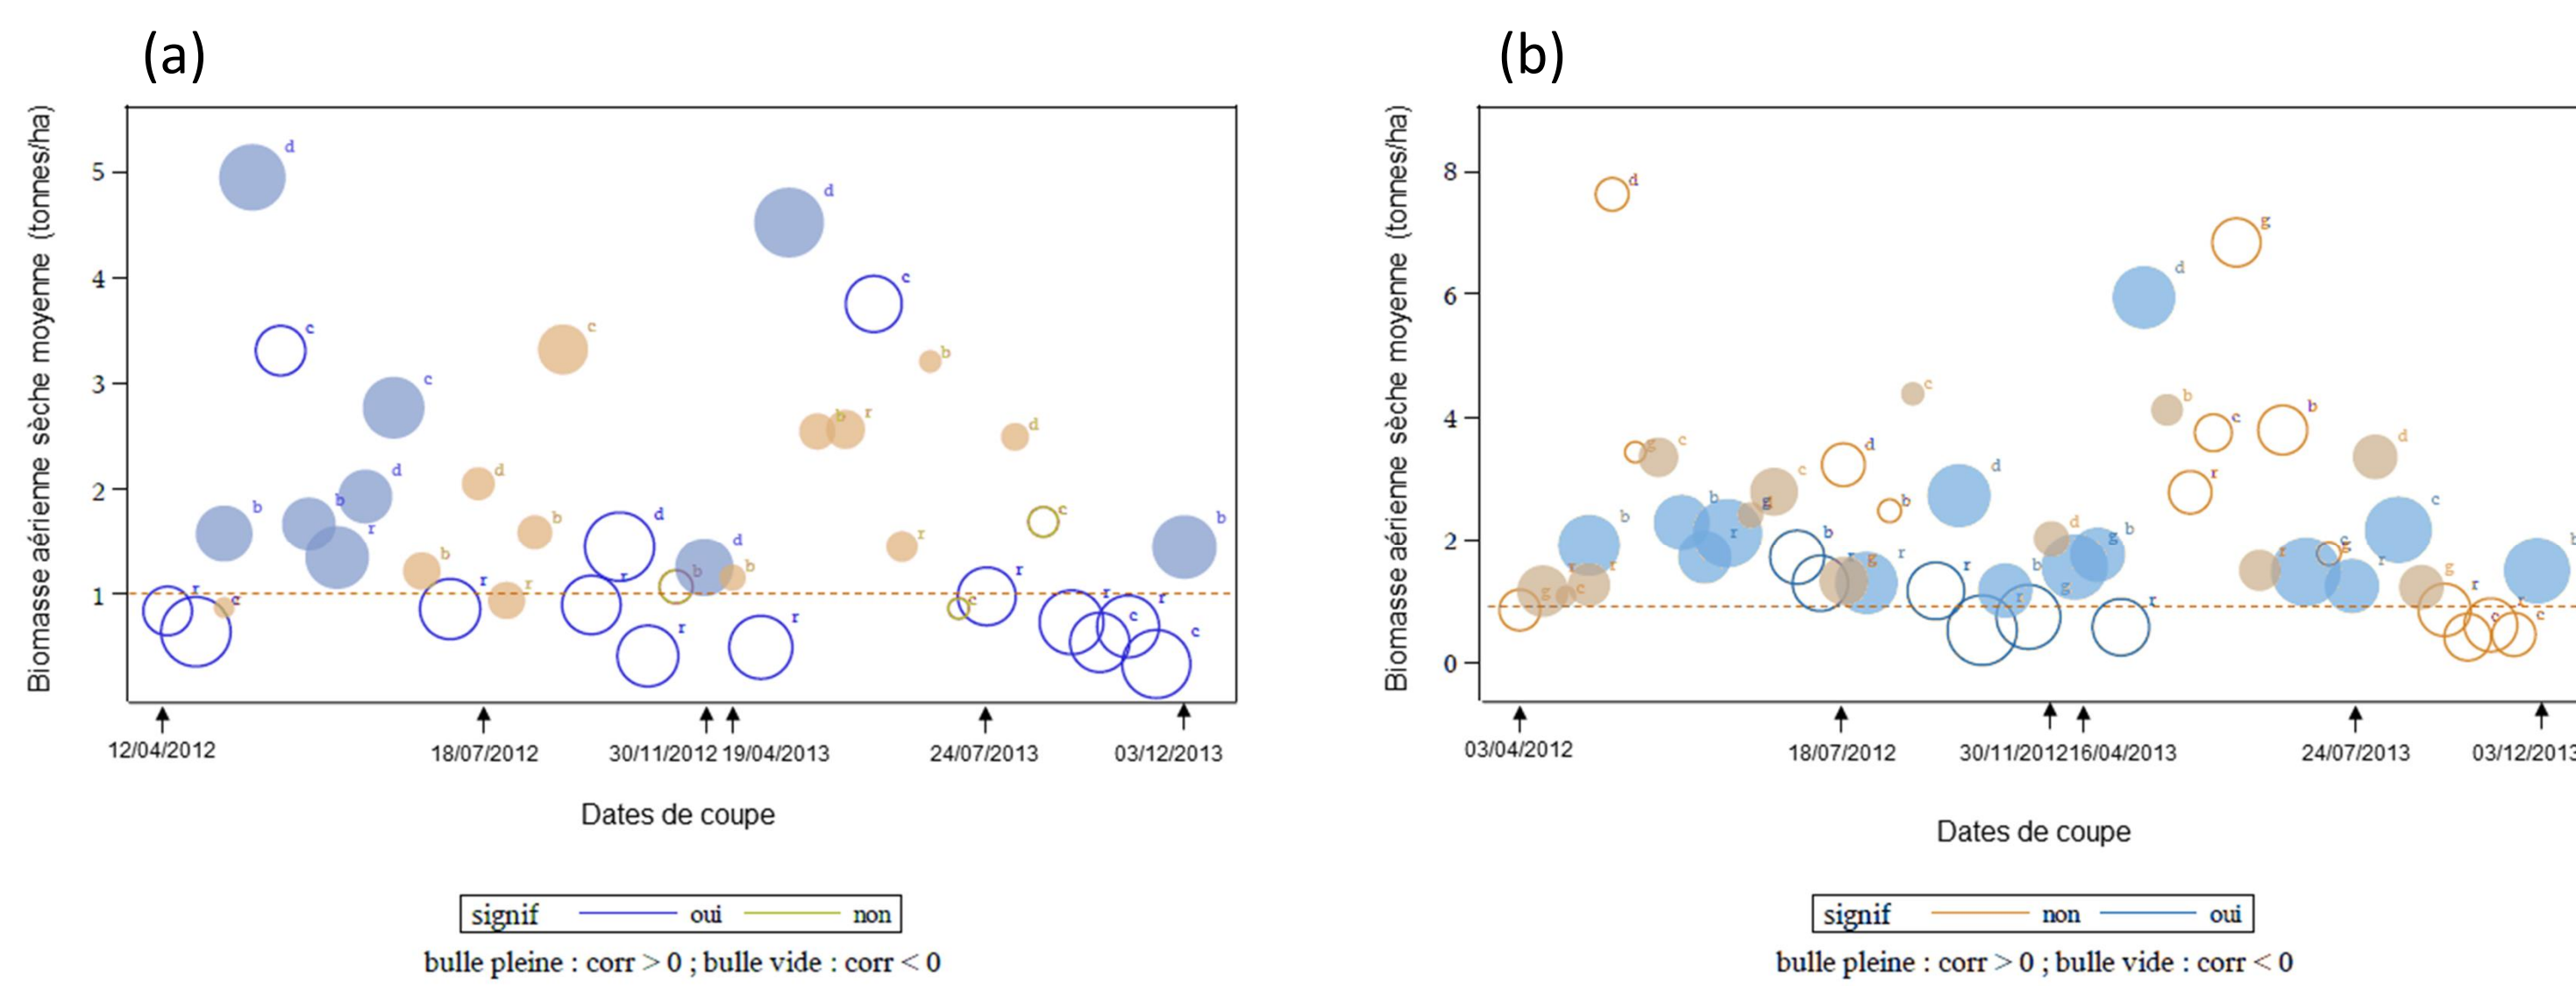 (a)
Biomasse aérienne sèche moyenne (tonnes/ha)
5
4
3
2
1
12/04/2012
18/07/2012
30/11/2012
19/04/2013
24/07/2013
03/12/2013
Dates de coupe
signif oui non
bulle pleine : corr > 0 ; bulle vide : corr < 0
(b)
Biomasse aérienne sèche moyenne (tonnes/ha)
8
6
4
2
0
03/04/2012
18/07/2012
30/11/2012
16/04/2013
24/07/2013
03/12/2013
Dates de coupe
signif non oui
bulle pleine : corr > 0 ; bulle vide : corr < 0